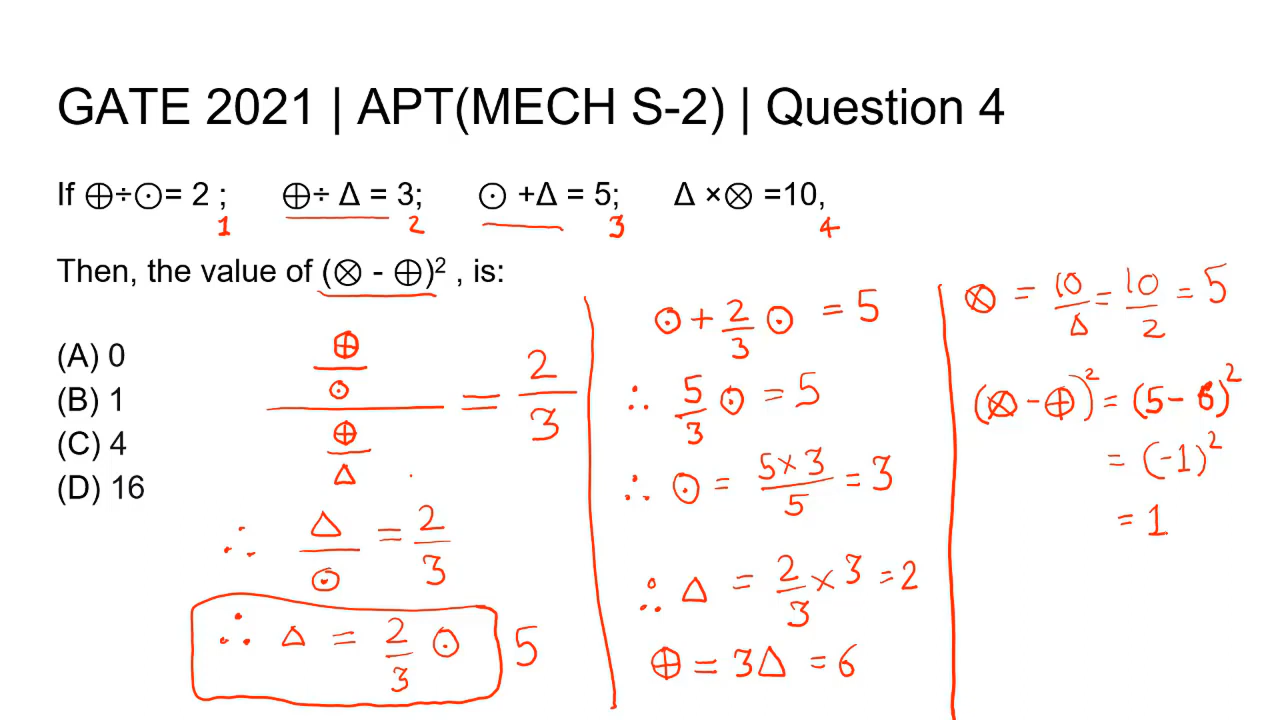 GATE 2021 | APT(MECH S-2) | Question 4
If ⊕÷⊙= 2 ; ⊕÷ Δ = 3; ⊙ +Δ = 5; Δ ×⊗ =10,
1 2 3 4
Then, the value of (⊗ - ⊕)² , is:
(A) 0
(B) 1
(C) 4
(D) 16
(⊕/⊙)/(⊕/Δ) = 2/3
∴ Δ/⊙ = 2/3
∴ Δ = 2/3 ⊙ 5
⊙ + 2/3 ⊙ = 5
∴ 5/3 ⊙ = 5
∴ ⊙ = 5×3/5 = 3
∴ Δ = 2/3 × 3 = 2
⊕ = 3Δ = 6
⊗ = 10/Δ = 10/2 = 5
(⊗ - ⊕)² = (5 - 6)²
= (-1)²
= 1